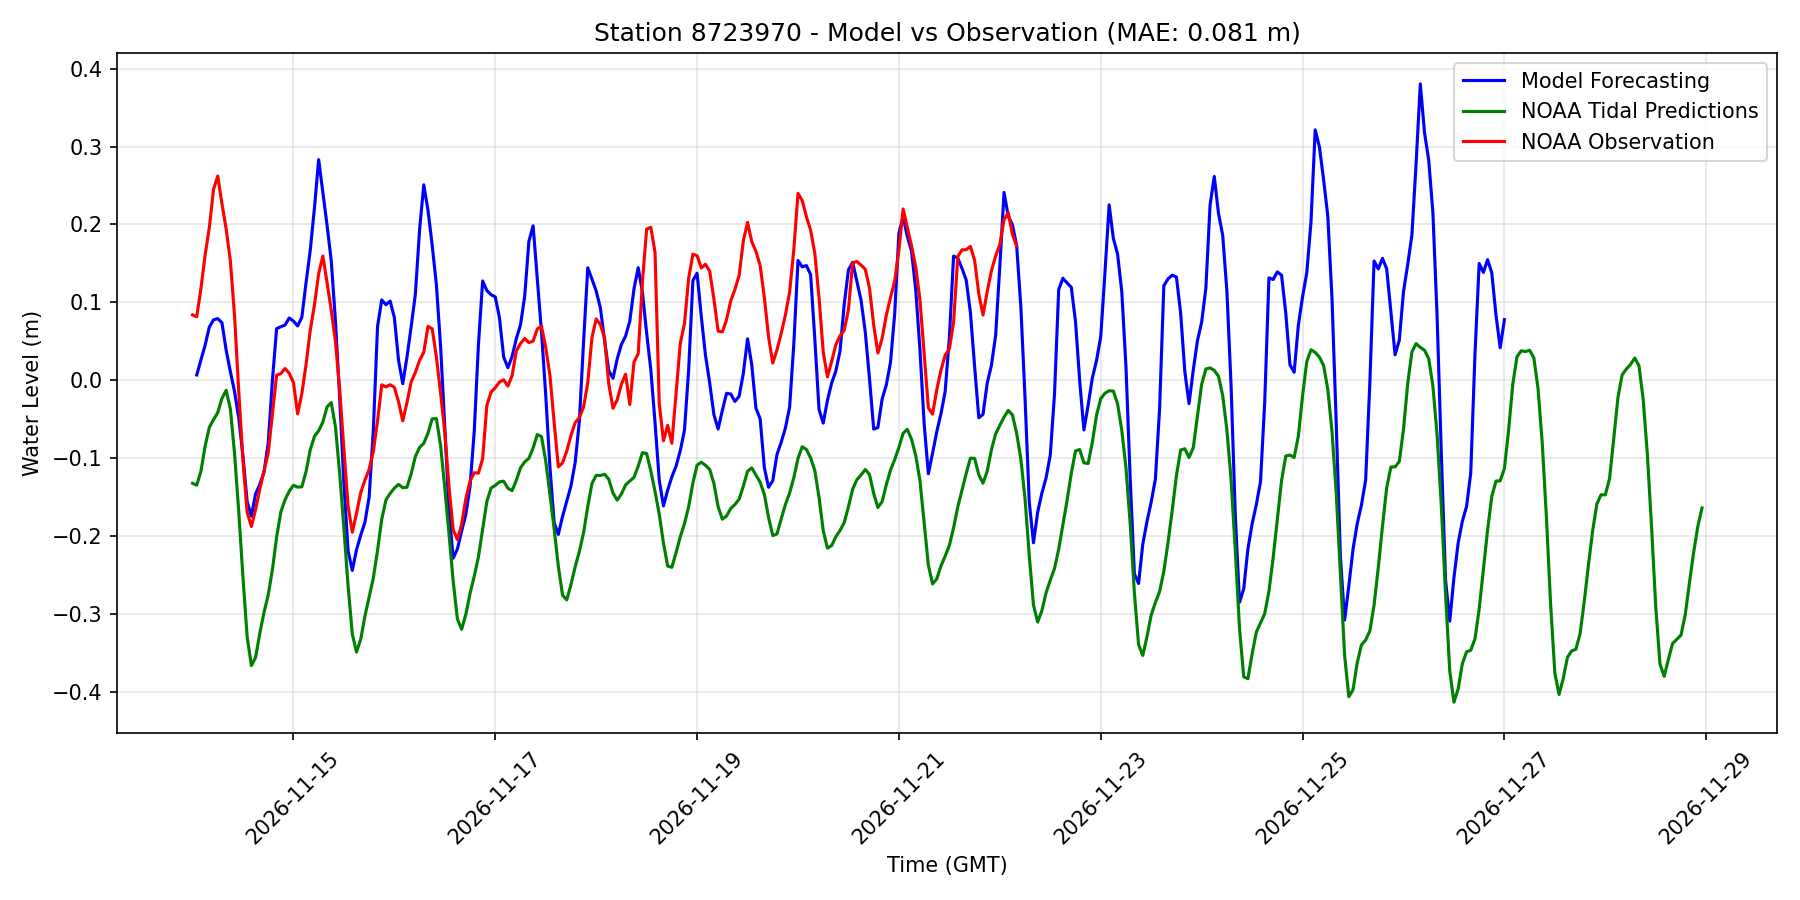 Station 8723970 - Model vs Observation (MAE: 0.081 m)
Model Forecasting
NOAA Tidal Predictions
NOAA Observation
Water Level (m)
0.4
0.3
0.2
0.1
0.0
−0.1
−0.2
−0.3
−0.4
2026-11-15
2026-11-17
2026-11-19
2026-11-21
2026-11-23
2026-11-25
2026-11-27
2026-11-29
Time (GMT)